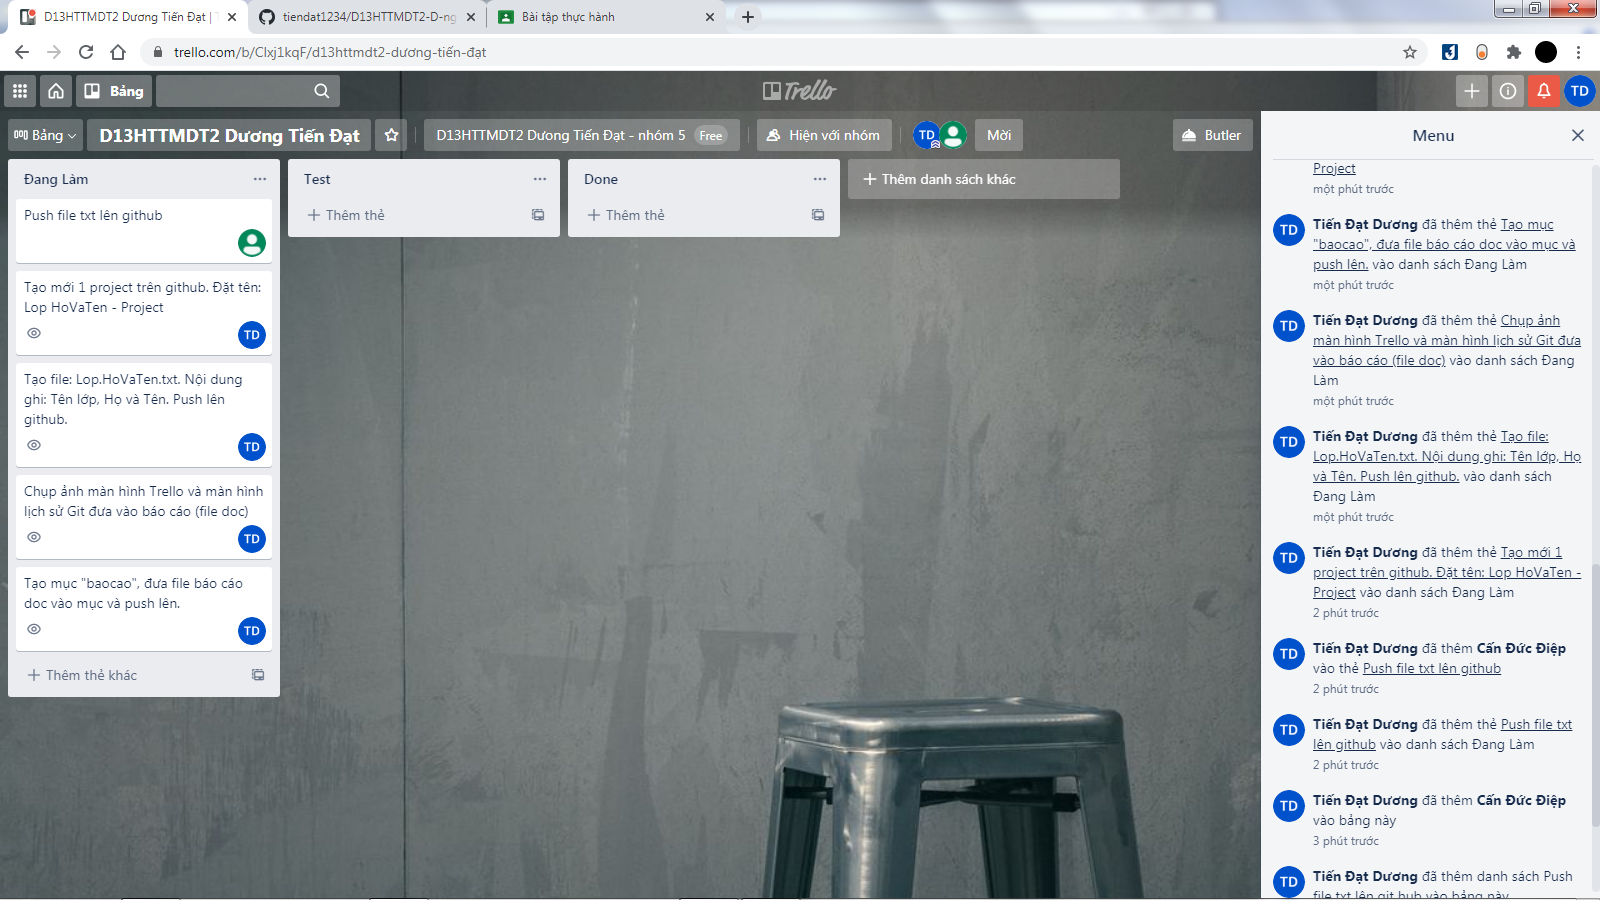 D13HTTMDT2 Dương Tiến Đạt | T
tiendat1234/D13HTTMDT2-D-ng
Bài tập thực hành
trello.com/b/Clxj1kqF/d13httmdt2-dương-tiến-đạt
Bảng
Trello
TD
Bảng
D13HTTMDT2 Dương Tiến Đạt
D13HTTMDT2 Dương Tiến Đạt - nhóm 5 Free
Hiện với nhóm
TD
Mời
Butler
Đang Làm
Push file txt lên github
Tạo mới 1 project trên github. Đặt tên:
Lop HoVaTen - Project
TD
Tạo file: Lop.HoVaTen.txt. Nội dung
ghi: Tên lớp, Họ và Tên. Push lên
github.
TD
Chụp ảnh màn hình Trello và màn hình
lịch sử Git đưa vào báo cáo (file doc)
TD
Tạo mục "baocao", đưa file báo cáo
doc vào mục và push lên.
TD
Thêm thẻ khác
Test
Thêm thẻ
Done
Thêm thẻ
Thêm danh sách khác
Menu
Project
một phút trước
TD
Tiến Đạt Dương đã thêm thẻ Tạo mục
"baocao", đưa file báo cáo doc vào mục và
push lên. vào danh sách Đang Làm
một phút trước
TD
Tiến Đạt Dương đã thêm thẻ Chụp ảnh
màn hình Trello và màn hình lịch sử Git đưa
vào báo cáo (file doc) vào danh sách Đang
Làm
một phút trước
TD
Tiến Đạt Dương đã thêm thẻ Tạo file:
Lop.HoVaTen.txt. Nội dung ghi: Tên lớp, Họ
và Tên. Push lên github. vào danh sách
Đang Làm
một phút trước
TD
Tiến Đạt Dương đã thêm thẻ Tạo mới 1
project trên github. Đặt tên: Lop HoVaTen -
Project vào danh sách Đang Làm
2 phút trước
TD
Tiến Đạt Dương đã thêm Cấn Đức Điệp
vào thẻ Push file txt lên github
2 phút trước
TD
Tiến Đạt Dương đã thêm thẻ Push file txt
lên github vào danh sách Đang Làm
2 phút trước
TD
Tiến Đạt Dương đã thêm Cấn Đức Điệp
vào bảng này
3 phút trước
TD
Tiến Đạt Dương đã thêm danh sách Push
file txt lên git hub vào bảng này